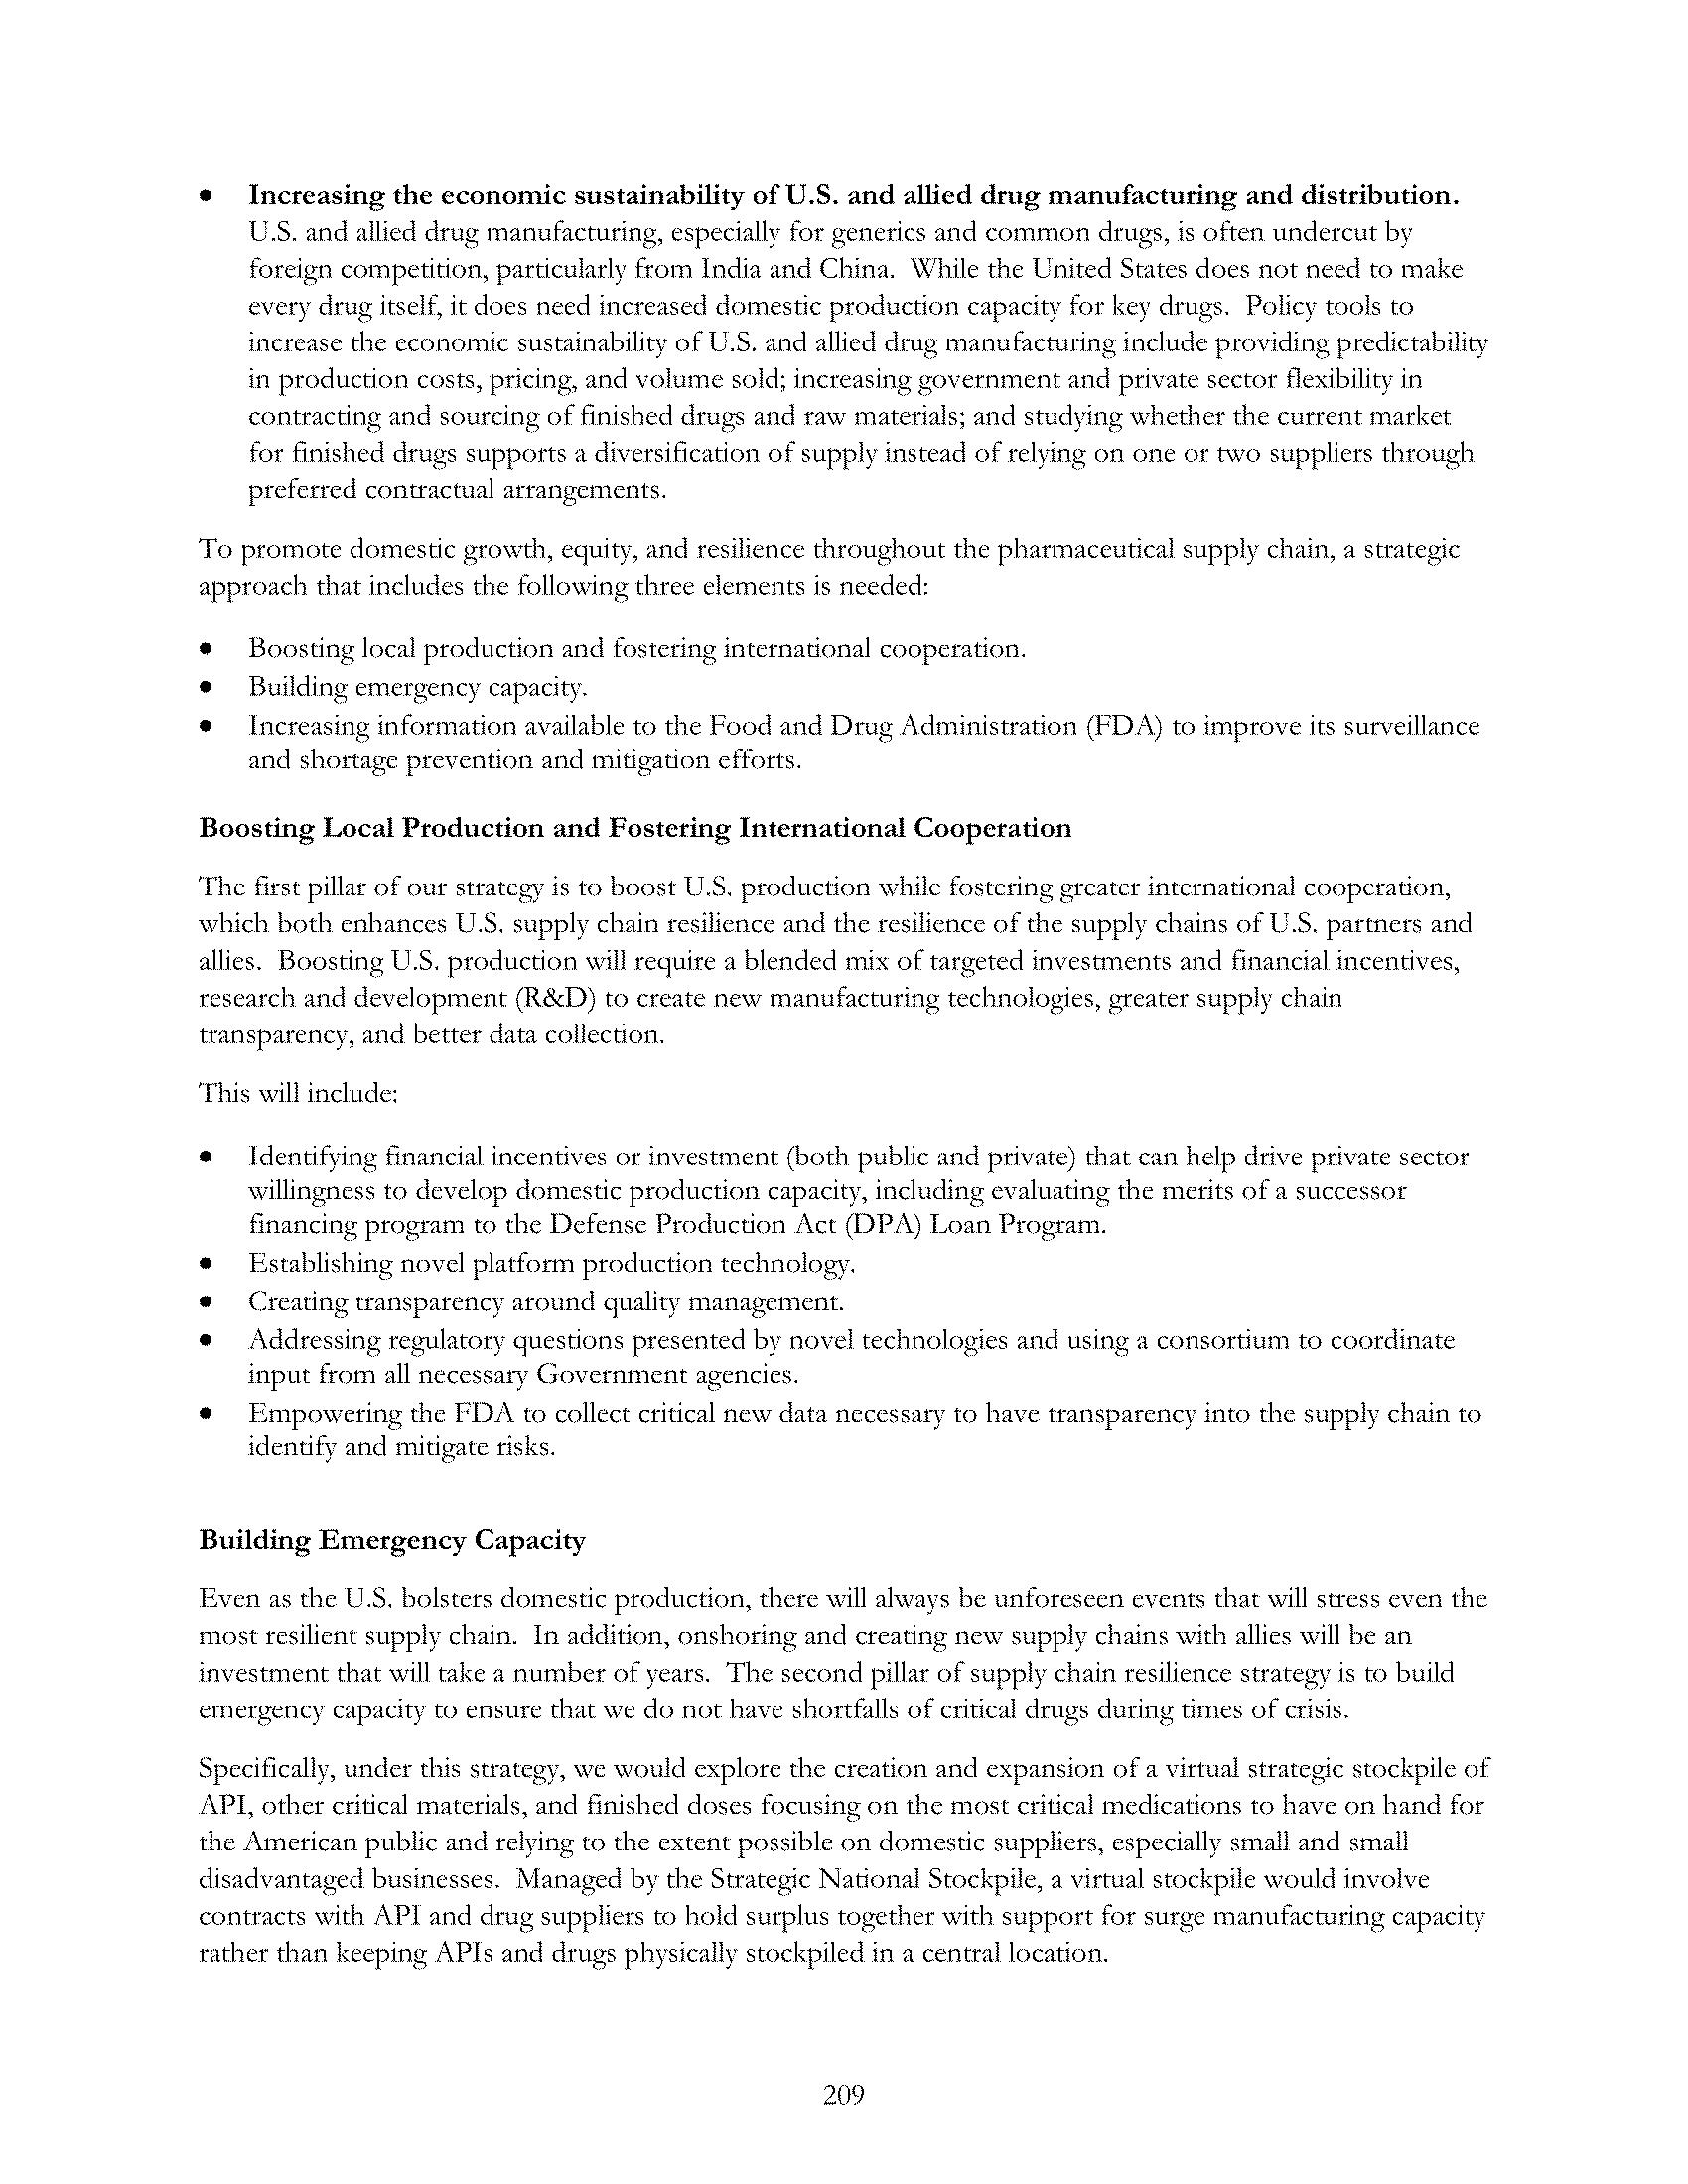 • Increasing the economic sustainability of U.S. and allied drug manufacturing and distribution.
U.S. and allied drug manufacturing, especially for generics and common drugs, is often undercut by
foreign competition, particularly from India and China.  While the United States does not need to make
every drug itself, it does need increased domestic production capacity for key drugs.  Policy tools to
increase the economic sustainability of U.S. and allied drug manufacturing include providing predictability
in production costs, pricing, and volume sold; increasing government and private sector flexibility in
contracting and sourcing of finished drugs and raw materials; and studying whether the current market
for finished drugs supports a diversification of supply instead of relying on one or two suppliers through
preferred contractual arrangements.
To promote domestic growth, equity, and resilience throughout the pharmaceutical supply chain, a strategic
approach that includes the following three elements is needed:
• Boosting local production and fostering international cooperation.
• Building emergency capacity.
• Increasing information available to the Food and Drug Administration (FDA) to improve its surveillance
and shortage prevention and mitigation efforts.
Boosting Local Production and Fostering International Cooperation
The first pillar of our strategy is to boost U.S. production while fostering greater international cooperation,
which both enhances U.S. supply chain resilience and the resilience of the supply chains of U.S. partners and
allies.  Boosting U.S. production will require a blended mix of targeted investments and financial incentives,
research and development (R&D) to create new manufacturing technologies, greater supply chain
transparency, and better data collection.
This will include:
• Identifying financial incentives or investment (both public and private) that can help drive private sector
willingness to develop domestic production capacity, including evaluating the merits of a successor
financing program to the Defense Production Act (DPA) Loan Program.
• Establishing novel platform production technology.
• Creating transparency around quality management.
• Addressing regulatory questions presented by novel technologies and using a consortium to coordinate
input from all necessary Government agencies.
• Empowering the FDA to collect critical new data necessary to have transparency into the supply chain to
identify and mitigate risks.
Building Emergency Capacity
Even as the U.S. bolsters domestic production, there will always be unforeseen events that will stress even the
most resilient supply chain.  In addition, onshoring and creating new supply chains with allies will be an
investment that will take a number of years.  The second pillar of supply chain resilience strategy is to build
emergency capacity to ensure that we do not have shortfalls of critical drugs during times of crisis.
Specifically, under this strategy, we would explore the creation and expansion of a virtual strategic stockpile of
API, other critical materials, and finished doses focusing on the most critical medications to have on hand for
the American public and relying to the extent possible on domestic suppliers, especially small and small
disadvantaged businesses.  Managed by the Strategic National Stockpile, a virtual stockpile would involve
contracts with API and drug suppliers to hold surplus together with support for surge manufacturing capacity
rather than keeping APIs and drugs physically stockpiled in a central location.
209